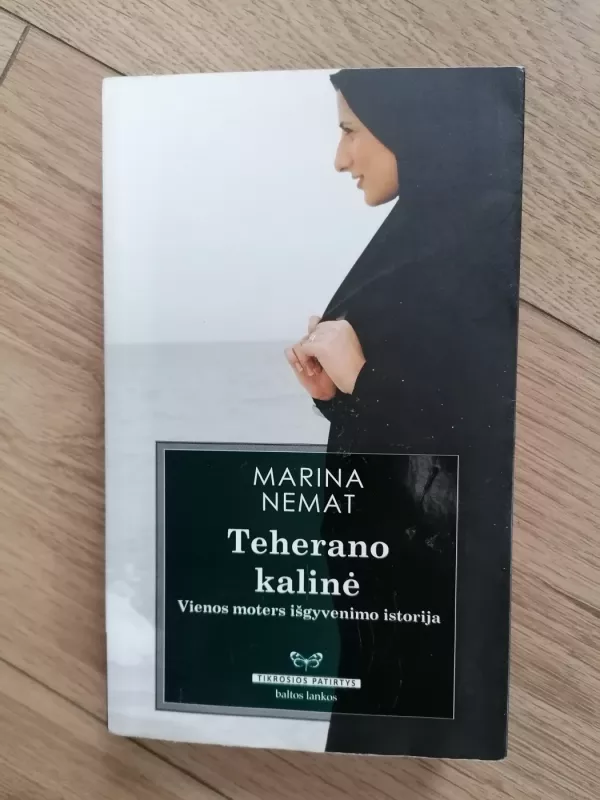 MARINA
NEMAT
Teherano
kalinė
Vienos moters išgyvenimo istorija
TIKROSIOS PATIRTYS
baltos lankos